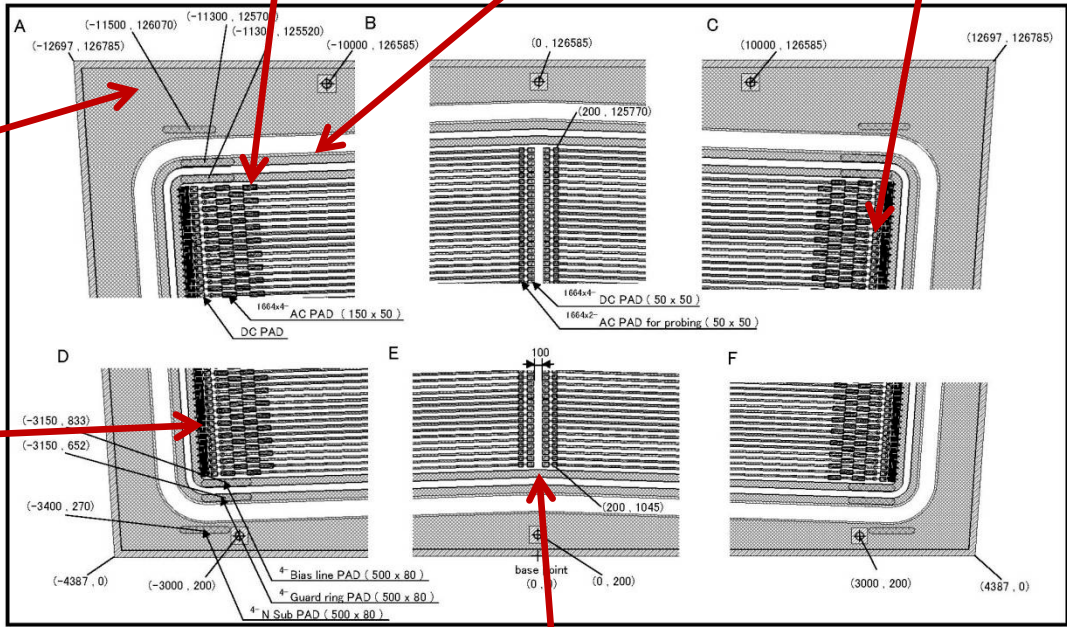 A
(-11300 , 125700
B
C
(-11500 , 126070)
(-11300 , 125520)
(-12697 , 126785)
(-10000 , 126585)
(0 , 126585)
(10000 , 126585)
(12697 , 126785)
(200 , 125770)
1664x4- AC PAD ( 150 x 50 )
DC PAD
1664x4- DC PAD ( 50 x 50 )
1664x2- AC PAD for probing ( 50 x 50 )
D
E
F
100
(-3150 , 833)
(-3150 , 652)
(-3400 , 270)
(200 , 1045)
(-4387 , 0)
(-3000 , 200)
4- Bias line PAD ( 500 x 80 )
4- Guard ring PAD ( 500 x 80 )
4- N Sub PAD ( 500 x 80 )
base point
(0 , 0)
(0 , 200)
(3000 , 200)
(4387 , 0)